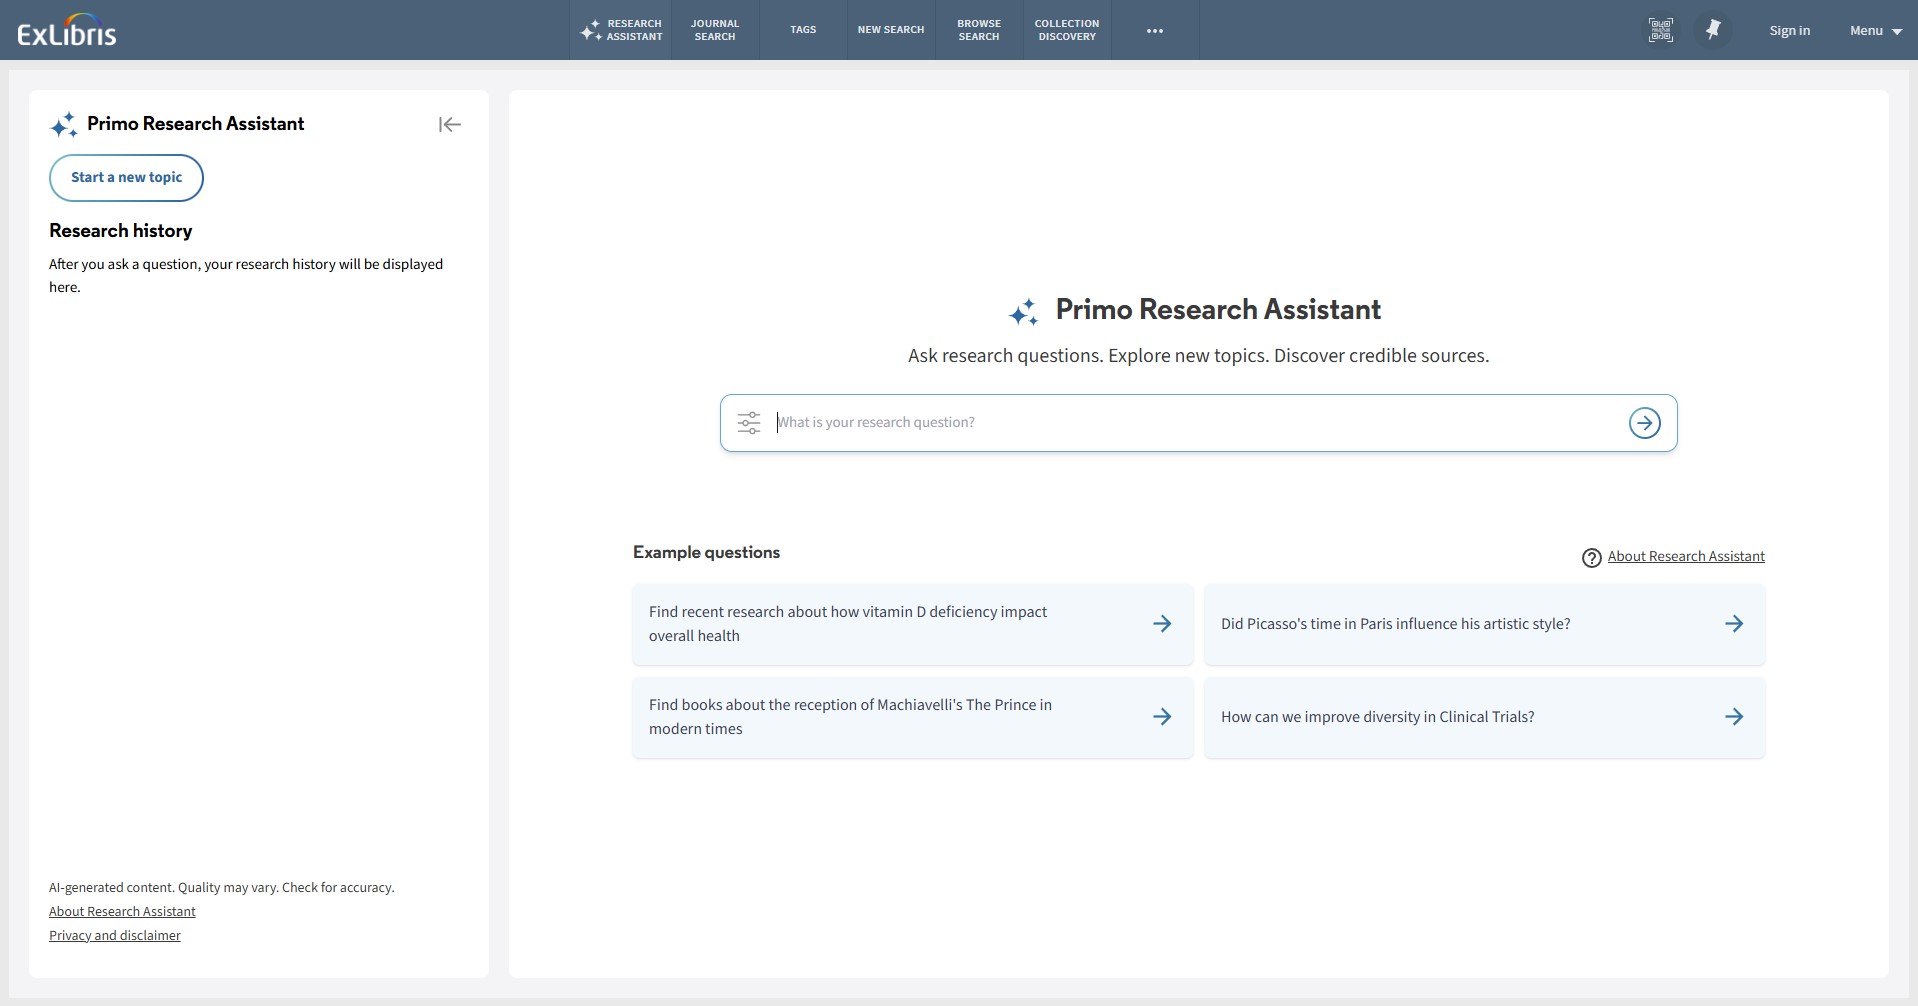 ExLibris
RESEARCH
ASSISTANT
JOURNAL
SEARCH
TAGS
NEW SEARCH
BROWSE
SEARCH
COLLECTION
DISCOVERY
Sign in
Menu
Primo Research Assistant
Start a new topic
Research history
After you ask a question, your research history will be displayed
here.
AI-generated content. Quality may vary. Check for accuracy.
About Research Assistant
Privacy and disclaimer
Primo Research Assistant
Ask research questions. Explore new topics. Discover credible sources.
What is your research question?
Example questions
About Research Assistant
Find recent research about how vitamin D deficiency impact
overall health
Did Picasso's time in Paris influence his artistic style?
Find books about the reception of Machiavelli's The Prince in
modern times
How can we improve diversity in Clinical Trials?